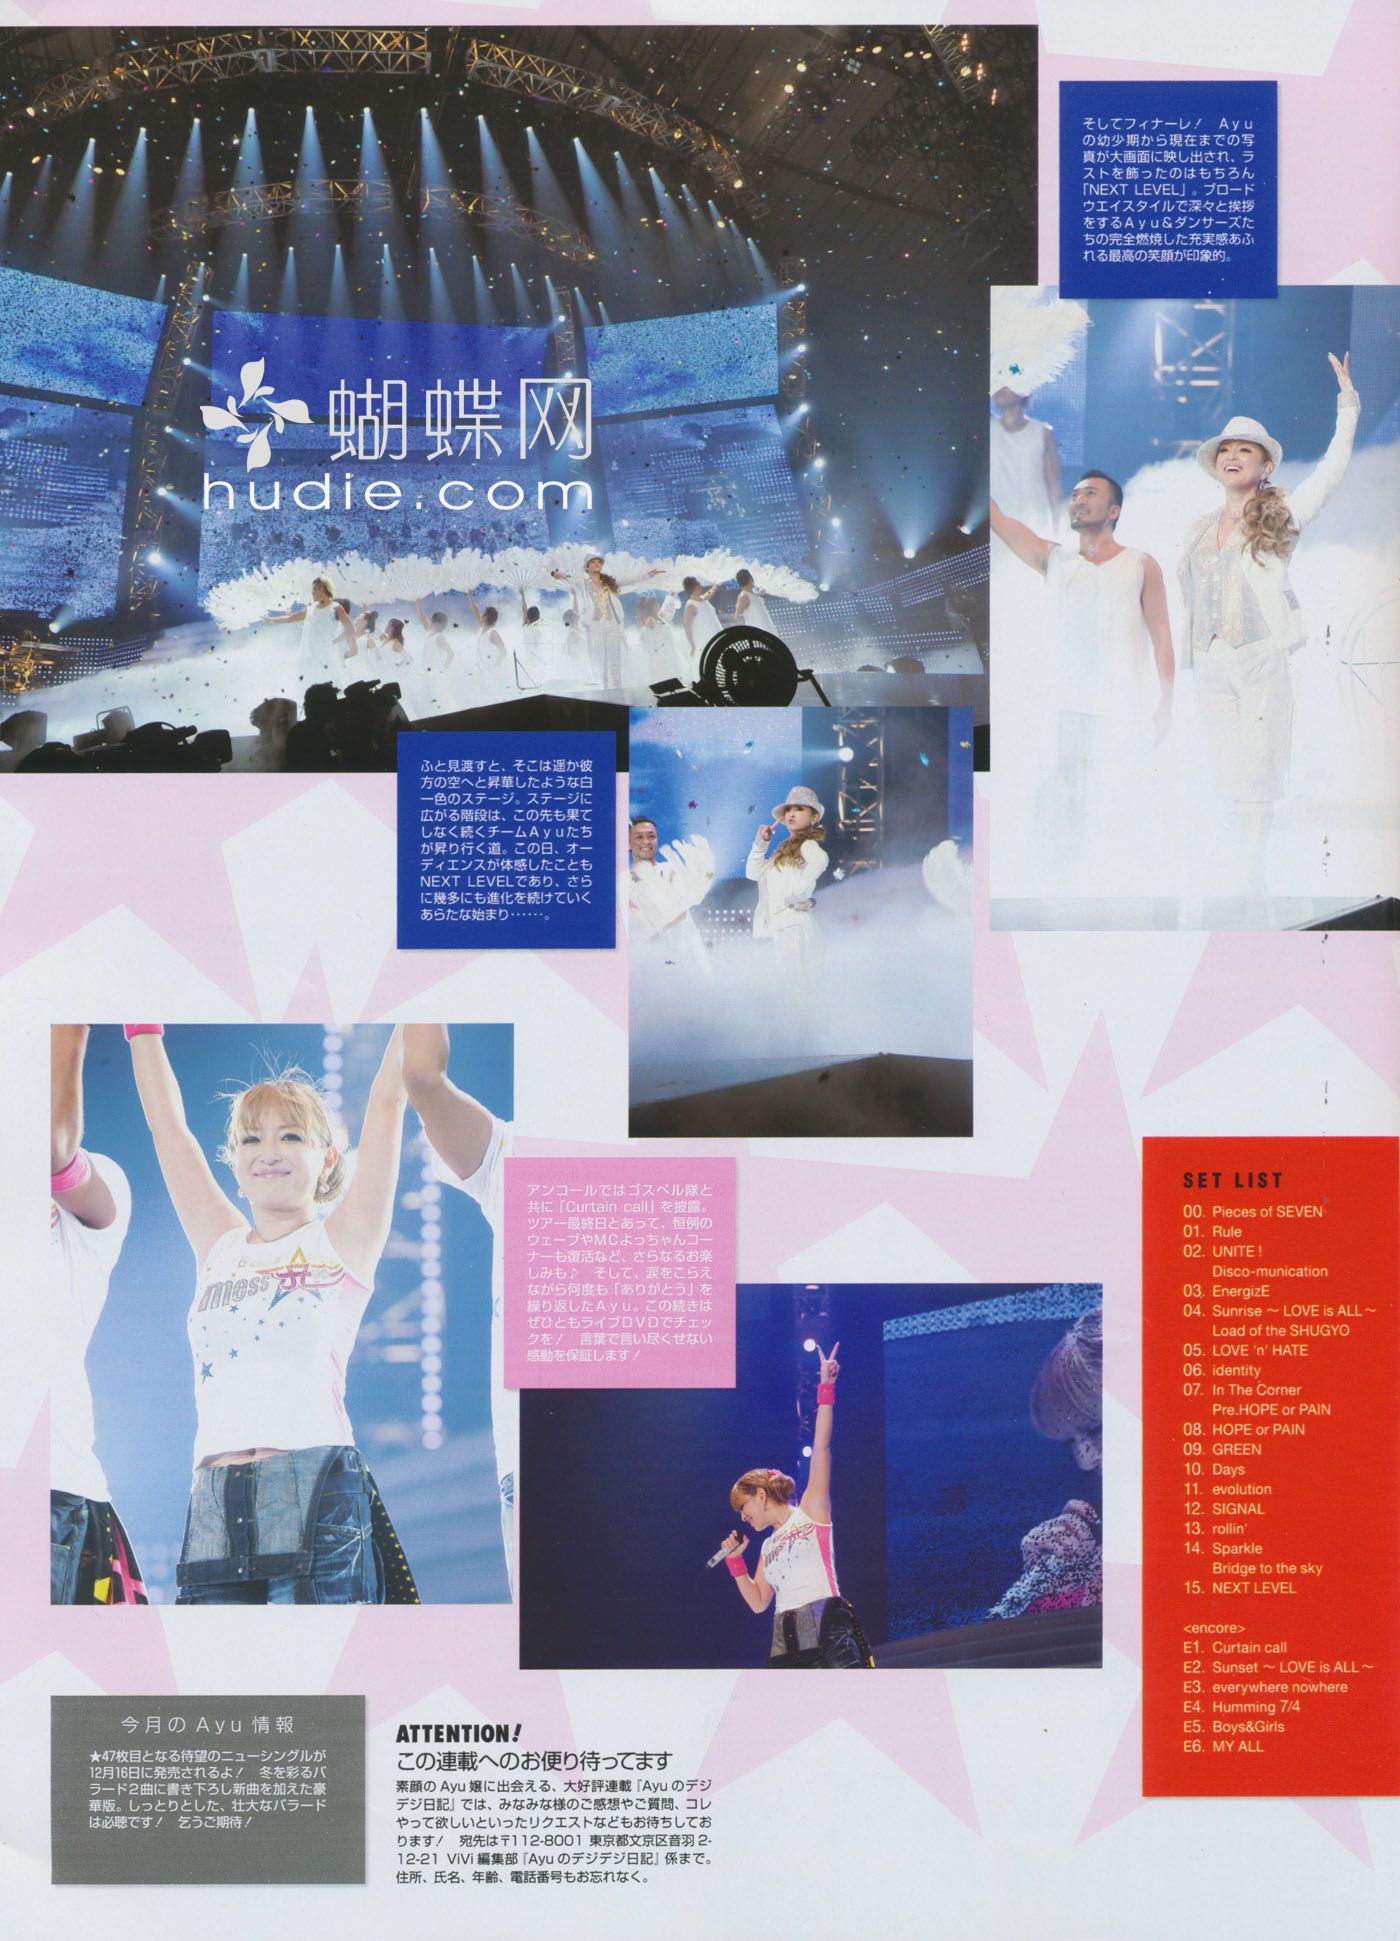 そしてフィナーレ！　Ayu
の幼少期から現在までの写
真が大画面に映し出され、ラ
ストを飾ったのはもちろん
「NEXT LEVEL」。ブロード
ウエイスタイルで深々と挨拶
をするAyu&ダンサーズた
ちの完全燃焼した充実感あふ
れる最高の笑顔が印象的。
蝴蝶网
hudie.com
ふと見渡すと、そこは遥か彼
方の空へと昇華したような白
一色のステージ。ステージに
広がる階段は、この先も果て
しなく続くチームAyuたち
が昇り行く道。この日、オー
ディエンスが体感したことも
NEXT LEVELであり、さら
に幾多にも進化を続けていく
あらたな始まり……。
アンコールではゴスペル隊と
共に「Curtain call」を披露。
ツアー最終日とあって、恒例の
ウェーブやMCよっちゃんコー
ナーも復活など、さらなるお楽
しみも♪　そして、涙をこらえ
ながら何度も「ありがとう」を
繰り返したAyu。この続きは
ぜひともライブDVDでチェッ
クを！　言葉で言い尽くせない
感動を保証します！
SET LIST
00. Pieces of SEVEN
01. Rule
02. UNITE!
Disco-munication
03. EnergizE
04. Sunrise ～LOVE is ALL～
Load of the SHUGYO
05. LOVE 'n' HATE
06. identity
07. In The Corner
Pre.HOPE or PAIN
08. HOPE or PAIN
09. GREEN
10. Days
11. evolution
12. SIGNAL
13. rollin'
14. Sparkle
Bridge to the sky
15. NEXT LEVEL
<encore>
E1. Curtain call
E2. Sunset ～LOVE is ALL～
E3. everywhere nowhere
E4. Humming 7/4
E5. Boys&Girls
E6. MY ALL
今月のAyu情報
★47枚目となる待望のニューシングルが
12月16日に発売されるよ！　冬を彩るバ
ラード2曲に書き下ろし新曲を加えた豪
華版。しっとりとした、壮大なバラード
は必聴です！　乞うご期待！
ATTENTION!
この連載へのお便り待ってます
素顔のAyu嬢に出会える、大好評連載『Ayuのデジ
デジ日記』では、みなみな様のご感想やご質問、コレ
やって欲しいといったリクエストなどもお待ちしてお
ります！　宛先は〒112-8001 東京都文京区音羽2-
12-21 ViVi編集部『Ayuのデジデジ日記』係まで。
住所、氏名、年齢、電話番号もお忘れなく。